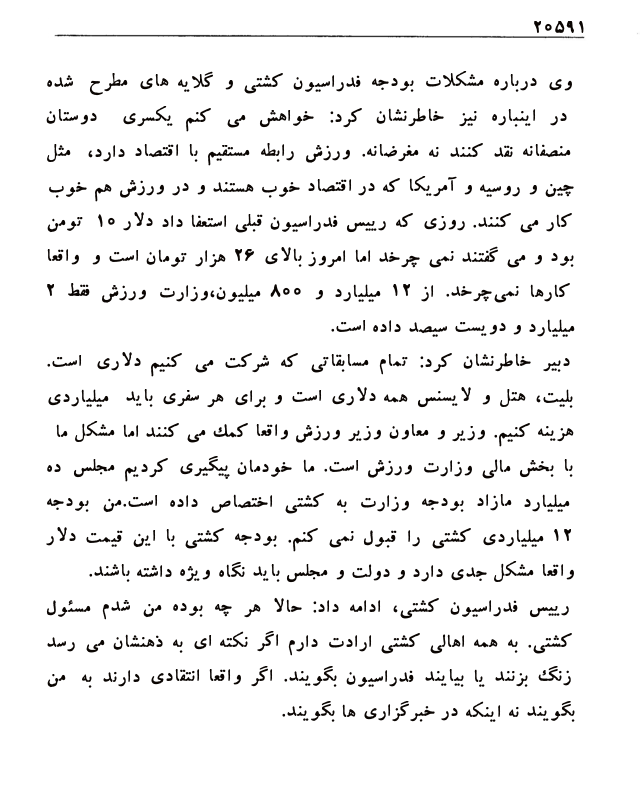 ۲۰۵۹۱
وی درباره مشکلات بودجه فدراسیون کشتی و گلایه های مطرح شده
در اینباره نیز خاطرنشان کرد: خواهش می کنم یکسری دوستان
منصفانه نقد کنند نه مغرضانه. ورزش رابطه مستقیم با اقتصاد دارد، مثل
چین و روسیه و آمریکا که در اقتصاد خوب هستند و در ورزش هم خوب
کار می کنند. روزی که رییس فدراسیون قبلی استعفا داد دلار ۱۰ تومن
بود و می گفتند نمی چرخد اما امروز بالای ۲۶ هزار تومان است و واقعا
کارها نمی‌چرخد. از ۱۲ میلیارد و ۸۰۰ میلیون،وزارت ورزش فقط ۲
میلیارد و دویست سیصد داده است.
دبیر خاطرنشان کرد: تمام مسابقاتی که شرکت می کنیم دلاری است.
بلیت، هتل و لایسنس همه دلاری است و برای هر سفری باید میلیاردی
هزینه کنیم. وزیر و معاون وزیر ورزش واقعا کمك می کنند اما مشکل ما
با بخش مالی وزارت ورزش است. ما خودمان پیگیری کردیم مجلس ده
میلیارد مازاد بودجه وزارت به کشتی اختصاص داده است.من بودجه
۱۲ میلیاردی کشتی را قبول نمی کنم. بودجه کشتی با این قیمت دلار
واقعا مشکل جدی دارد و دولت و مجلس باید نگاه ویژه داشته باشند.
رییس فدراسیون کشتی، ادامه داد: حالا هر چه بوده من شدم مسئول
کشتی. به همه اهالی کشتی ارادت دارم اگر نکته ای به ذهنشان می رسد
زنگ بزنند یا بیایند فدراسیون بگویند. اگر واقعا انتقادی دارند به من
بگویند نه اینکه در خبرگزاری ها بگویند.